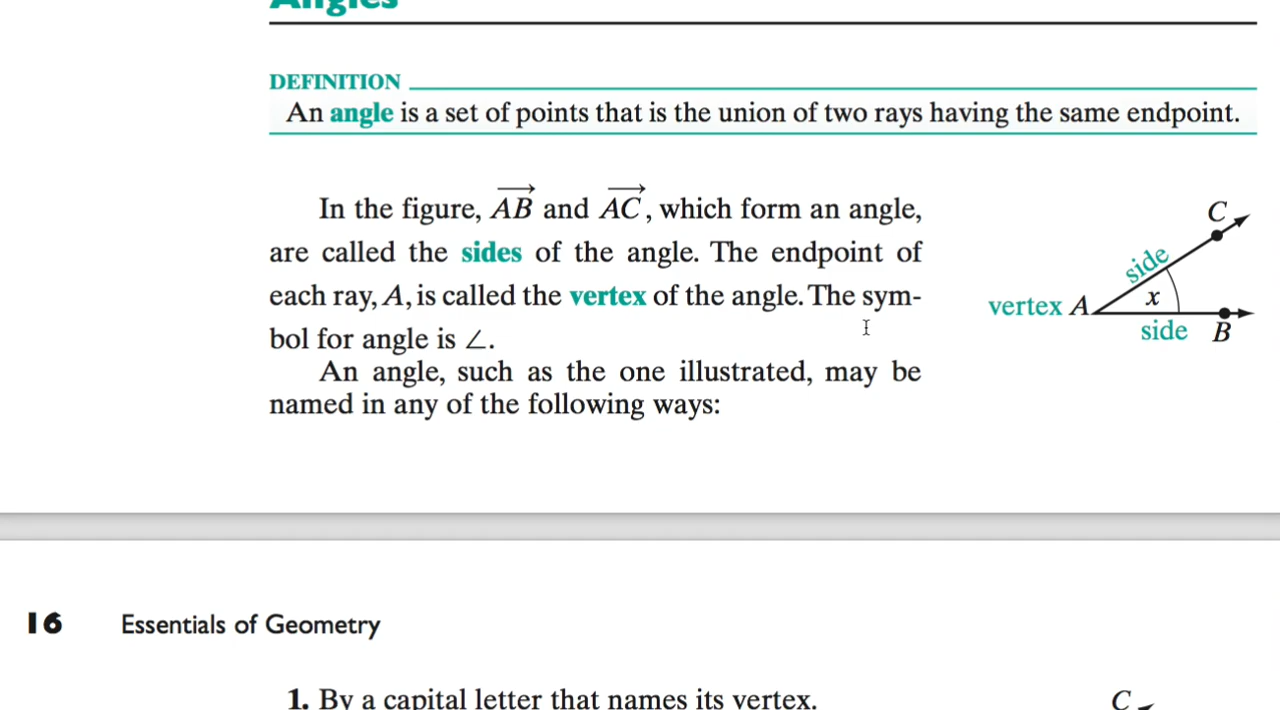 Angles
DEFINITION
An angle is a set of points that is the union of two rays having the same endpoint.
In the figure, AB and AC, which form an angle,
are called the sides of the angle. The endpoint of
each ray, A, is called the vertex of the angle. The sym-
bol for angle is ∠.
An angle, such as the one illustrated, may be
named in any of the following ways:
C
side
vertex A
x
side B
16 Essentials of Geometry
1. By a capital letter that names its vertex.
C